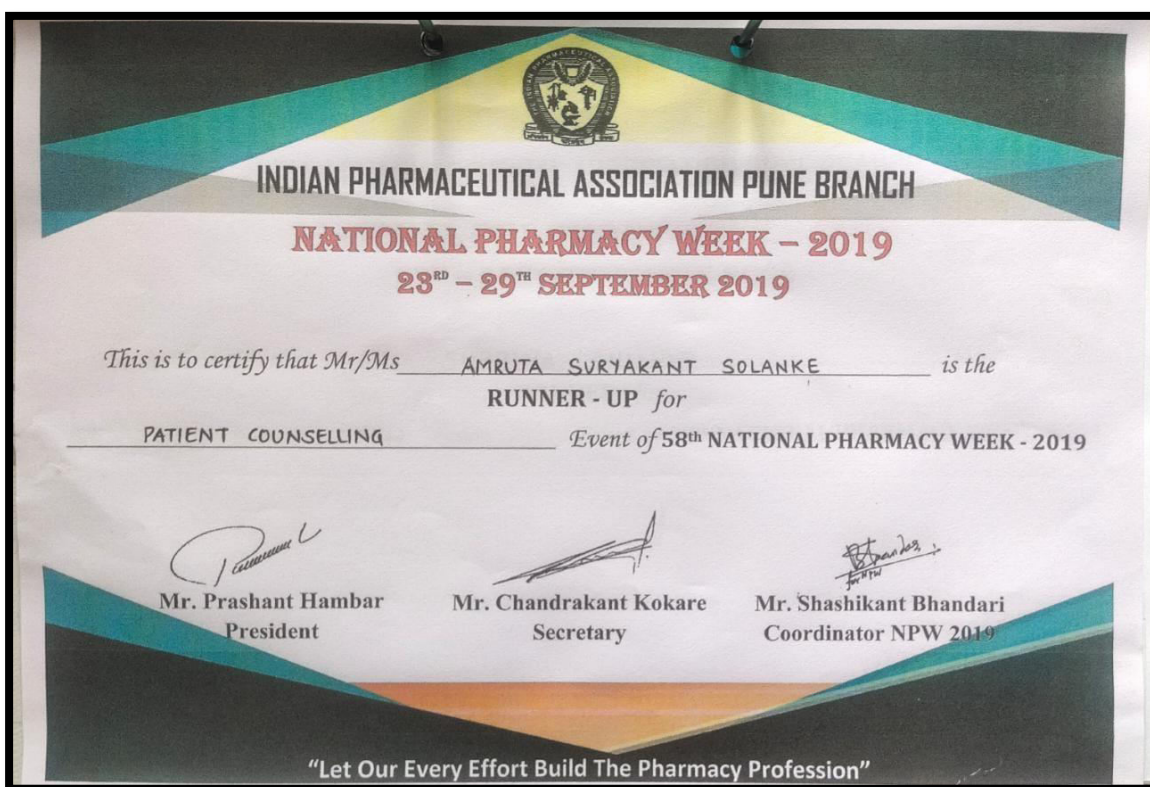 INDIAN PHARMACEUTICAL ASSOCIATION PUNE BRANCH
NATIONAL PHARMACY WEEK – 2019
23RD – 29TH SEPTEMBER 2019
This is to certify that Mr/Ms AMRUTA SURYAKANT SOLANKE is the
RUNNER - UP for
PATIENT COUNSELLING Event of 58th NATIONAL PHARMACY WEEK - 2019
for NPW
Mr. Prashant Hambar Mr. Chandrakant Kokare Mr. Shashikant Bhandari
President Secretary Coordinator NPW 2019
"Let Our Every Effort Build The Pharmacy Profession"